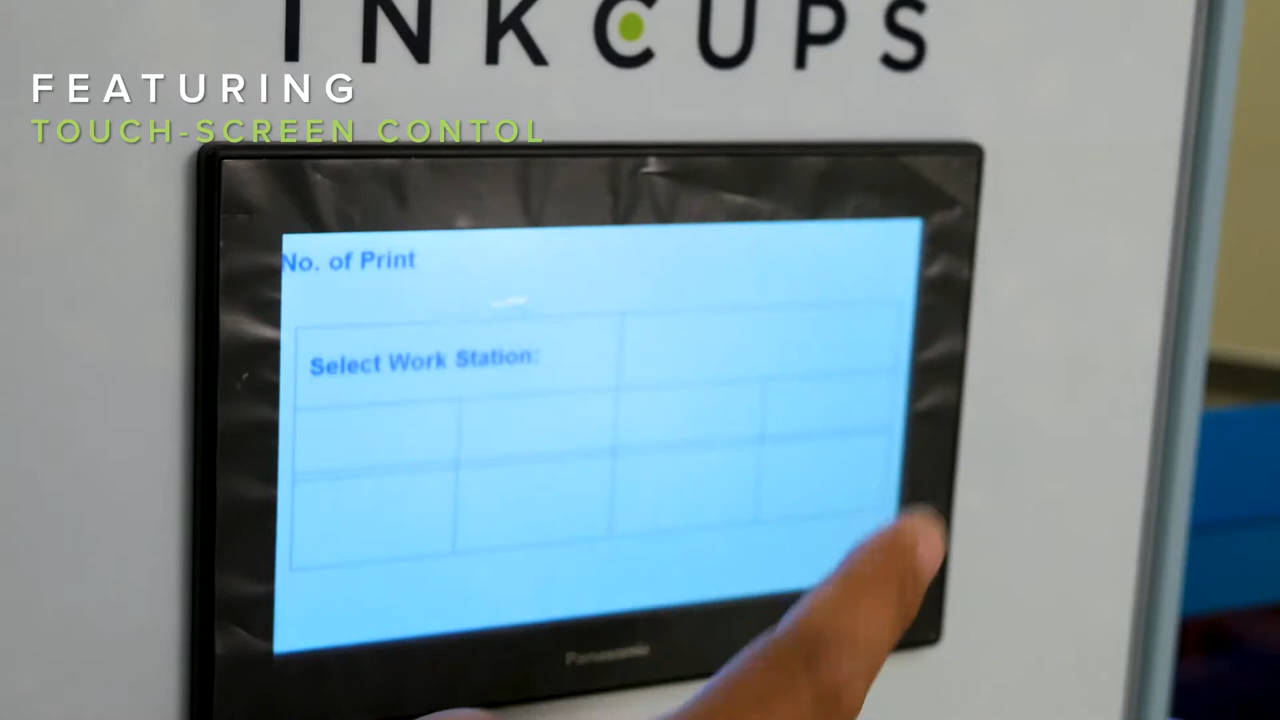 INKCUPS
FEATURING
TOUCH-SCREEN CONTOL
No. of Print
Select Work Station:
Panasonic